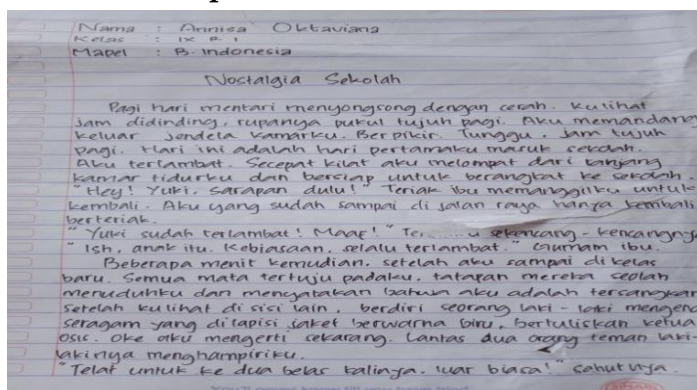 Nama : Annisa Oktaviana
Kelas : IX R 1
Mapel : B. Indonesia
Nostalgia Sekolah
Pagi hari mentari menyongsong dengan cerah. Kulihat
jam didinding, rupanya pukul tujuh pagi. Aku memandang
keluar Jendela kamarku. Berpikir. Tunggu, Jam tujuh
pagi. Hari ini adalah hari pertamaku masuk sekolah.
Aku terlambat. Secepat kilat aku melompat dari ranjang
kamar tidurku dan bersiap untuk berangkat ke sekolah.
"Hey! Yuki, sarapan dulu!" Teriak ibu memanggilku untuk
kembali. Aku yang sudah sampai di jalan raya hanya kembali
berteriak.
"Yuki sudah terlambat! Maaf!" sekencang-kencangnya
"Ish, anak itu. Kebiasaan, selalu terlambat." Gumam ibu.
Beberapa menit kemudian, setelah aku sampai di kelas
baru. Semua mata tertuju padaku, tatapan mereka seolah
menuduhku dan menyatakan bahwa aku adalah tersangka
setelah kulihat di sisi lain, berdiri seorang laki-laki
seragam yang dilapisi jaket berwarna biru, bertuliskan ketua
osis. Oke aku mengerti sekarang. Lantas dua orang teman laki-
lakinya menghampiriku.
"Telat untuk ke dua belas kalinya, luar biasa!" sahutnya.